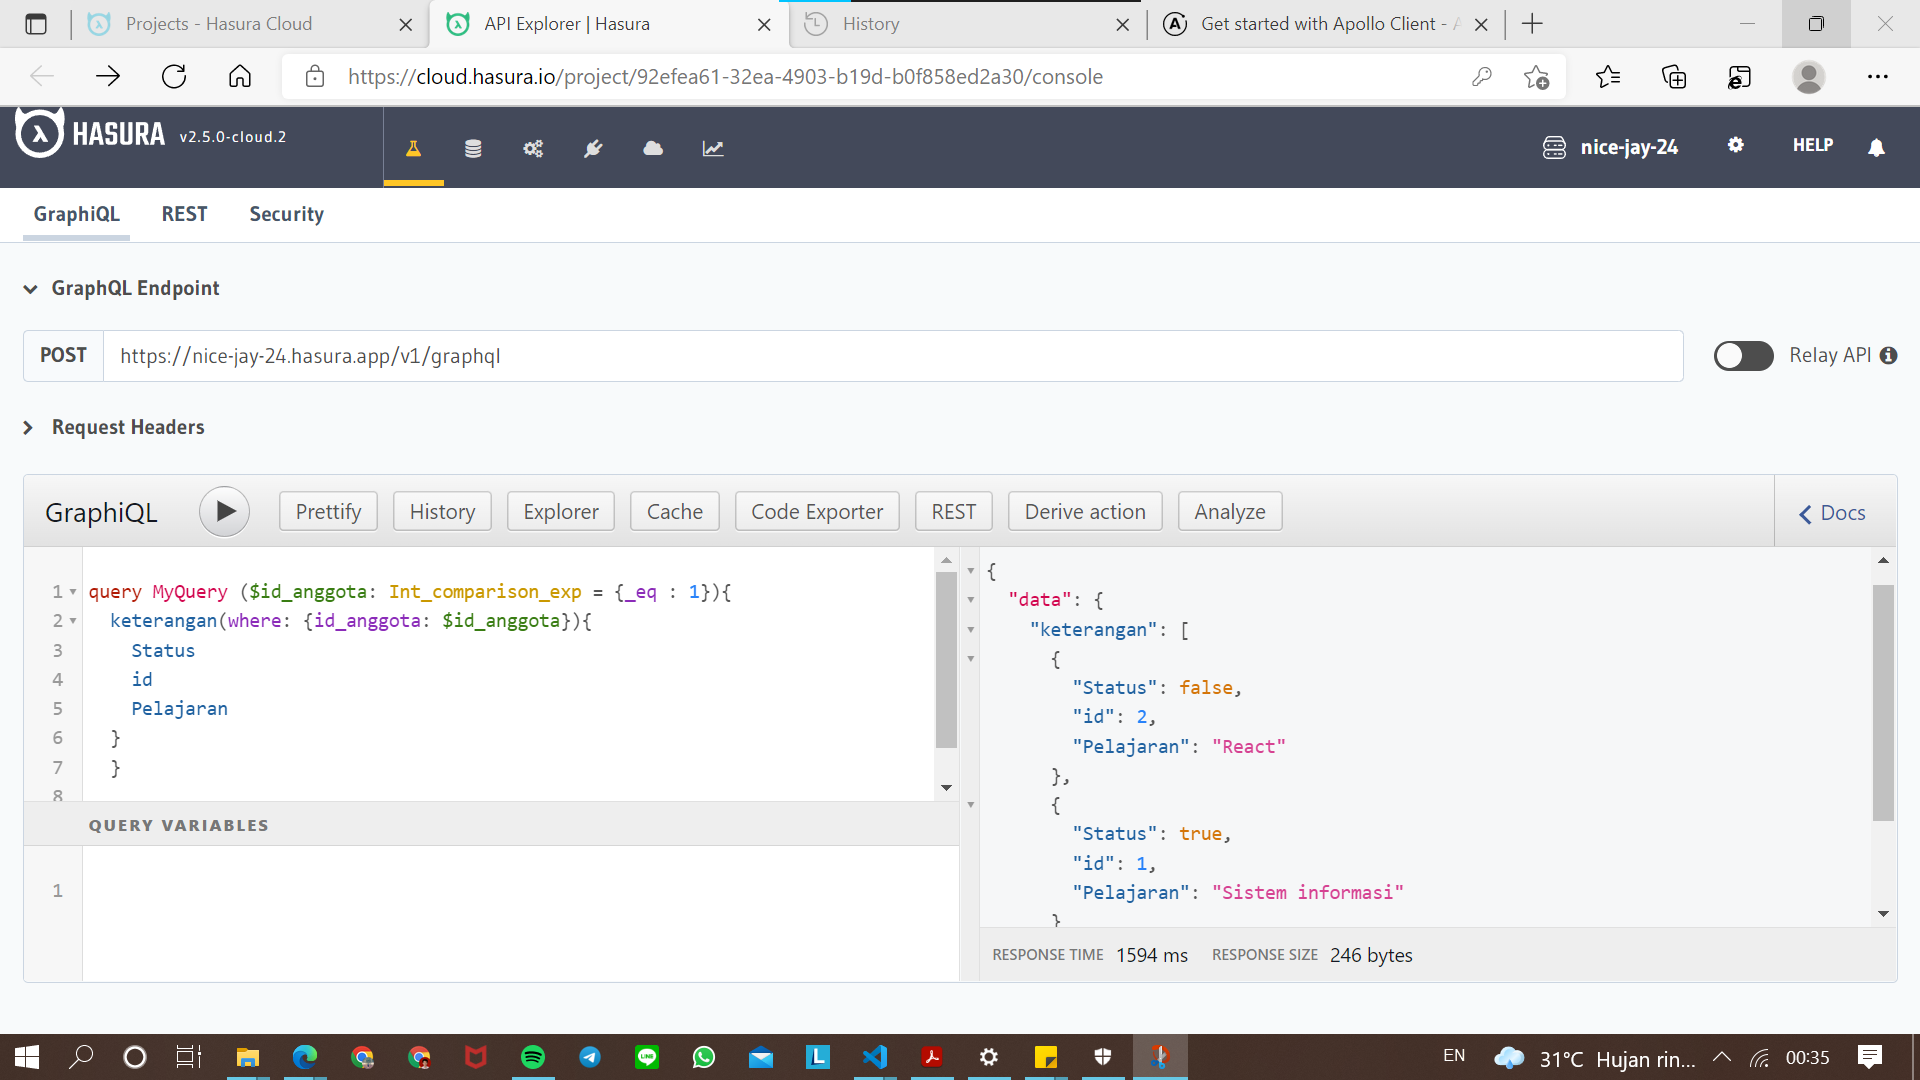 Projects - Hasura Cloud
API Explorer | Hasura
History
Get started with Apollo Client - A
https://cloud.hasura.io/project/92efea61-32ea-4903-b19d-b0f858ed2a30/console
HASURA v2.5.0-cloud.2
nice-jay-24
HELP
GraphiQL REST Security
GraphQL Endpoint
POST https://nice-jay-24.hasura.app/v1/graphql
Relay API
Request Headers
GraphiQL
Prettify History Explorer Cache Code Exporter REST Derive action Analyze
Docs
1 query MyQuery ($id_anggota: Int_comparison_exp = {_eq : 1}){
2 keterangan(where: {id_anggota: $id_anggota}){
3 Status
4 id
5 Pelajaran
6 }
7 }
8
QUERY VARIABLES
1
{
"data": {
"keterangan": [
{
"Status": false,
"id": 2,
"Pelajaran": "React"
},
{
"Status": true,
"id": 1,
"Pelajaran": "Sistem informasi"
}
RESPONSE TIME 1594 ms RESPONSE SIZE 246 bytes
LINE
L
EN
31°C Hujan rin...
00:35